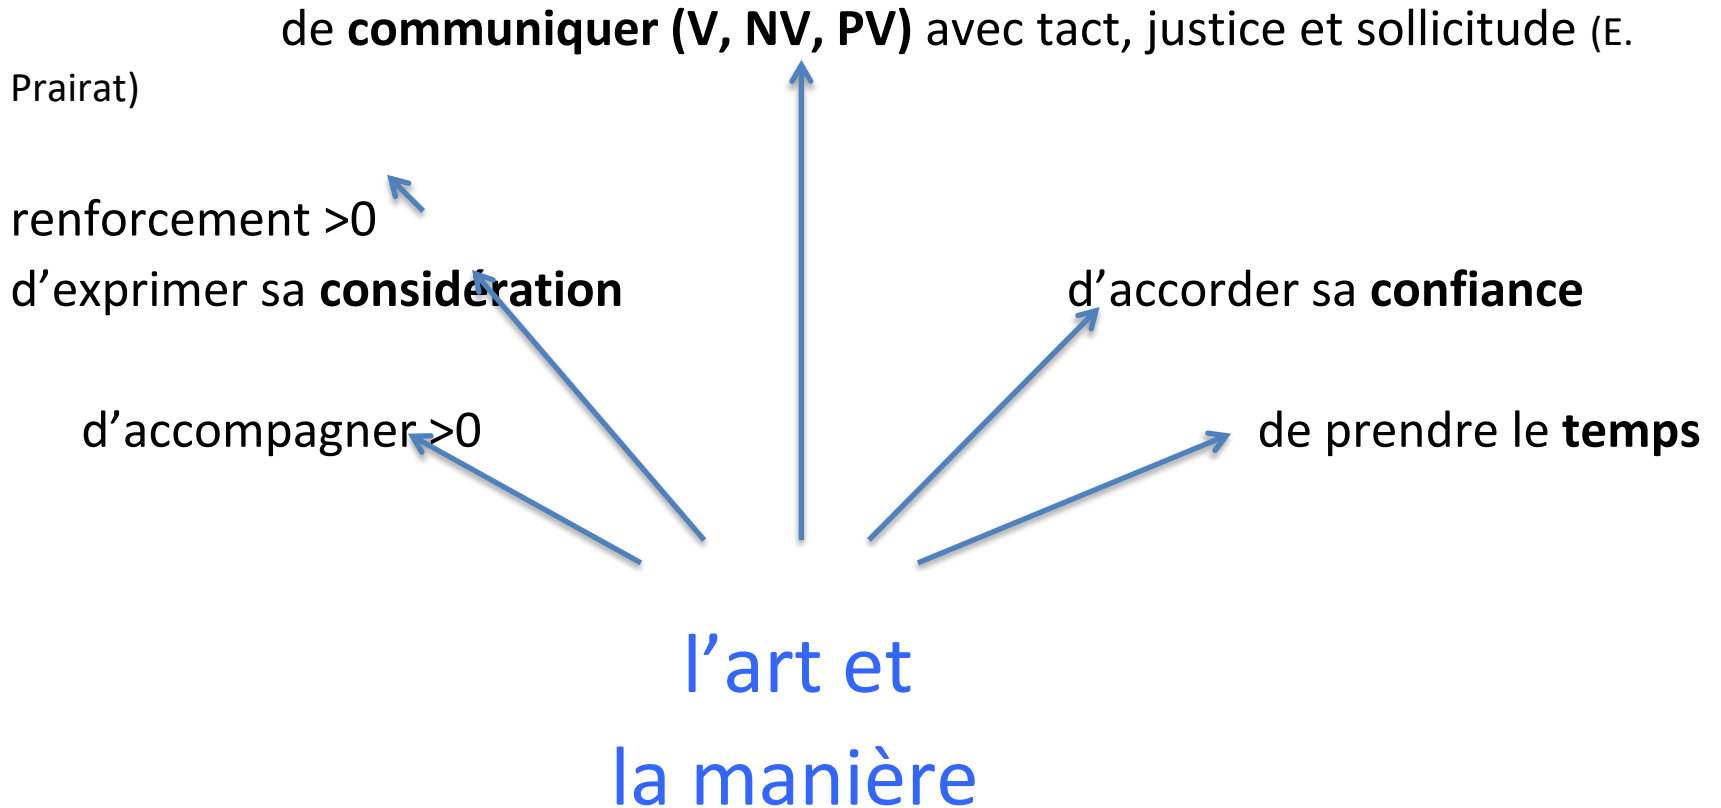 de communiquer (V, NV, PV) avec tact, justice et sollicitude (E.
Prairat)
renforcement >0
d’exprimer sa considération
d’accorder sa confiance
d’accompagner >0
de prendre le temps
l’art et
la manière